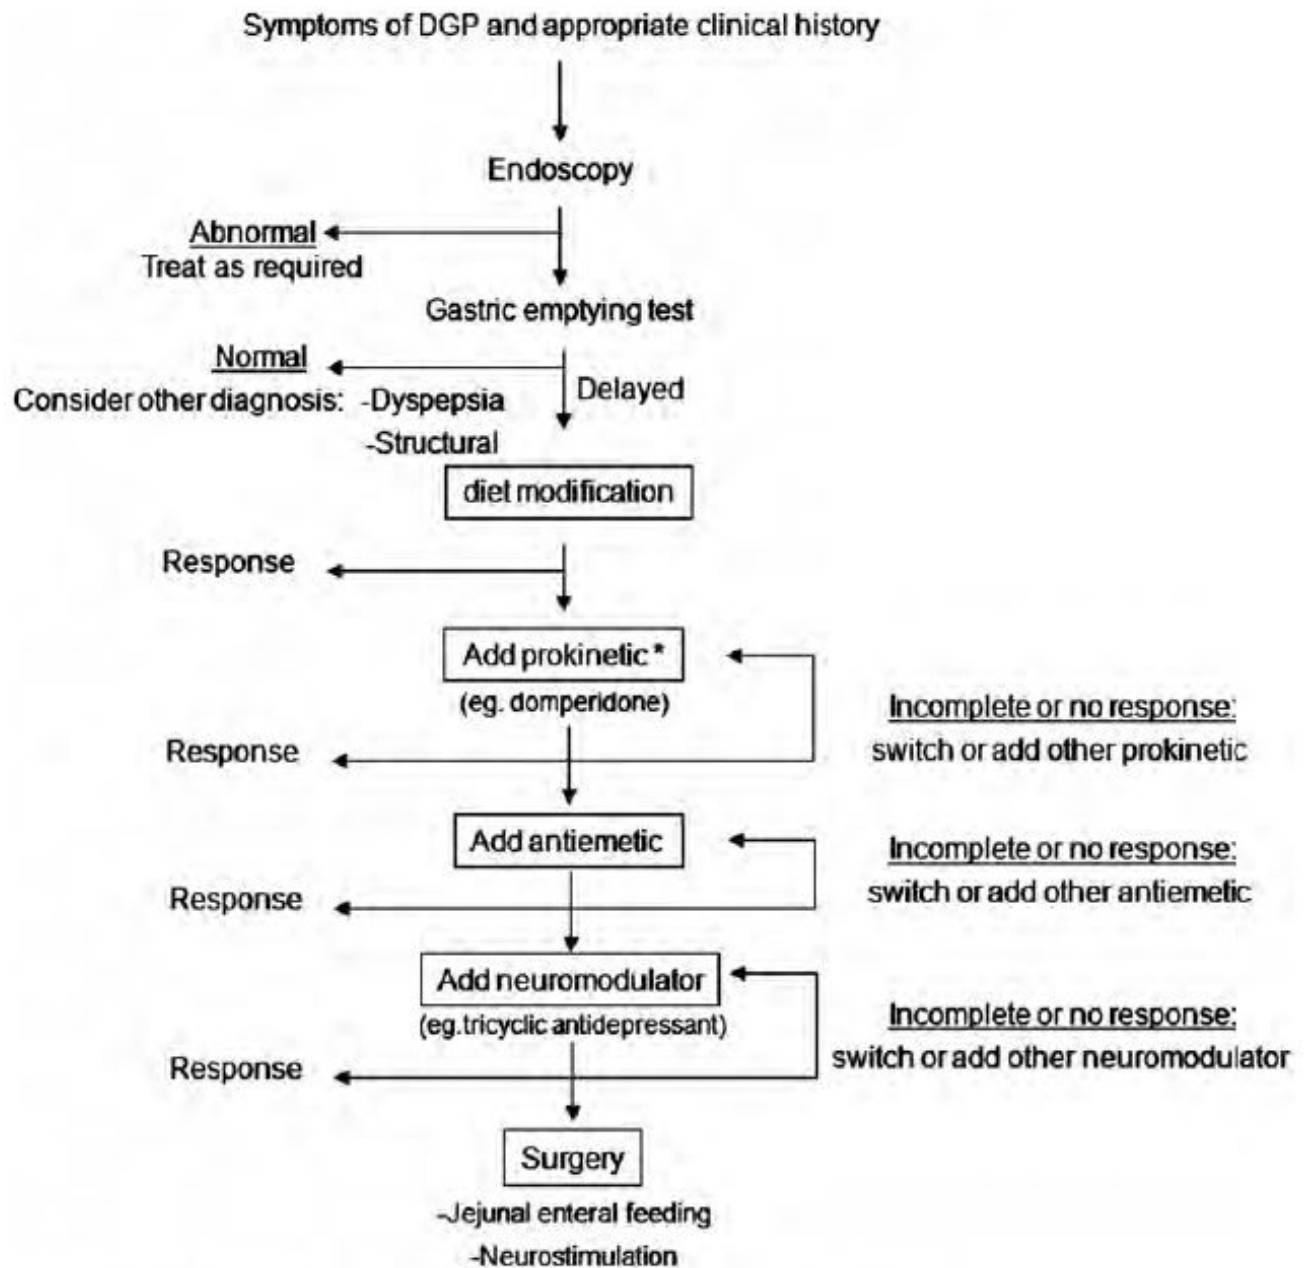 Symptoms of DGP and appropriate clinical history
Endoscopy
Abnormal
Treat as required
Gastric emptying test
Normal
Delayed
Consider other diagnosis: -Dyspepsia
-Structural
diet modification
Response
Add prokinetic *
(eg. domperidone)
Incomplete or no response:
switch or add other prokinetic
Response
Add antiemetic
Incomplete or no response:
switch or add other antiemetic
Response
Add neuromodulator
(eg.tricyclic antidepressant)
Incomplete or no response:
switch or add other neuromodulator
Response
Surgery
-Jejunal enteral feeding
-Neurostimulation